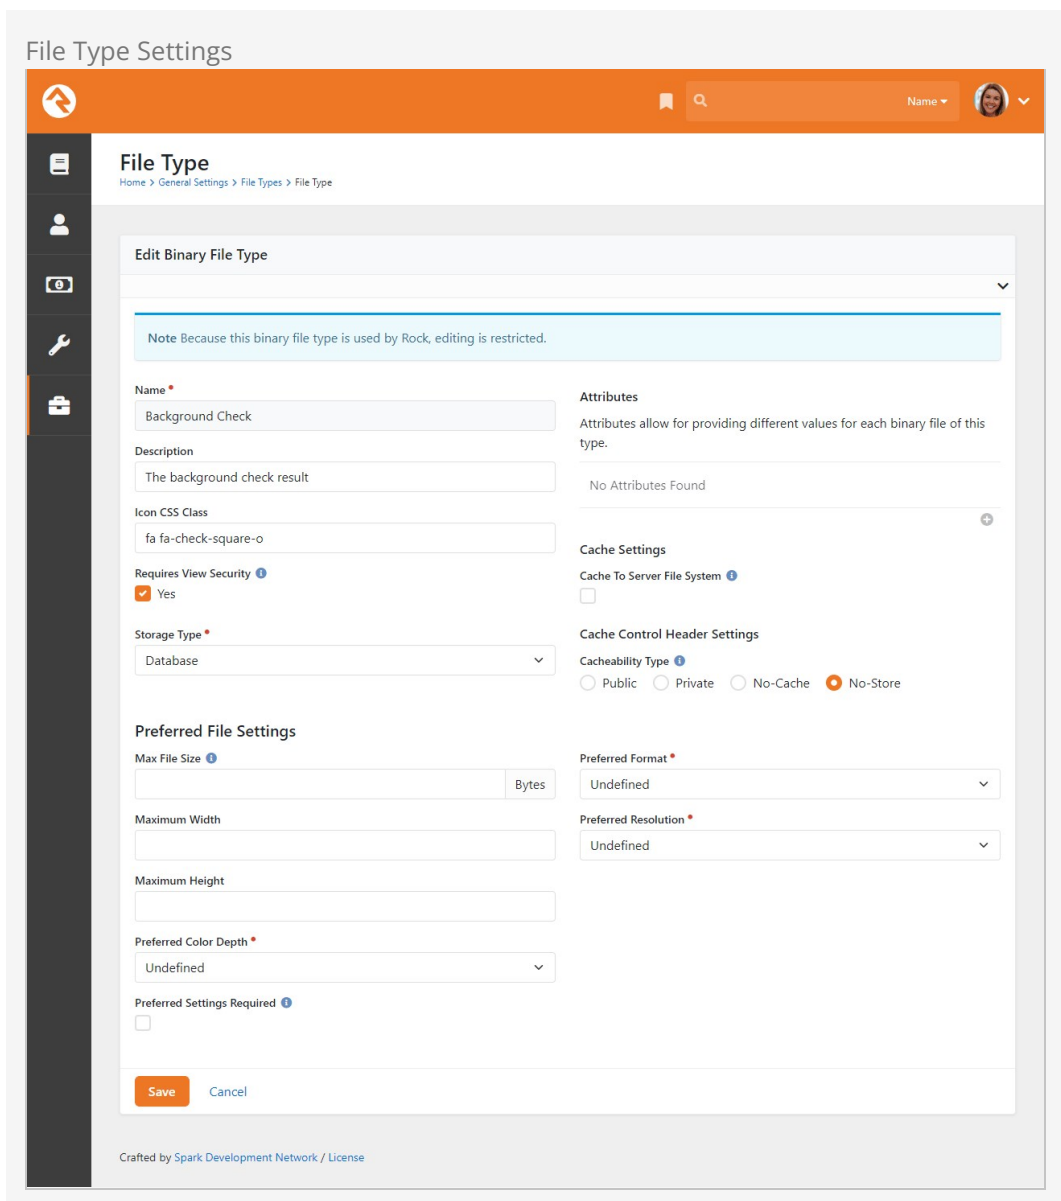 File Type Settings
Name
File Type
Home > General Settings > File Types > File Type
Edit Binary File Type
Note Because this binary file type is used by Rock, editing is restricted.
Name
Background Check
Description
The background check result
Icon CSS Class
fa fa-check-square-o
Requires View Security
Yes
Storage Type
Database
Attributes
Attributes allow for providing different values for each binary file of this
type.
No Attributes Found
Cache Settings
Cache To Server File System
Cache Control Header Settings
Cacheability Type
Public Private No-Cache No-Store
Preferred File Settings
Max File Size
Bytes
Maximum Width
Maximum Height
Preferred Color Depth
Undefined
Preferred Settings Required
Preferred Format
Undefined
Preferred Resolution
Undefined
Save Cancel
Crafted by Spark Development Network / License